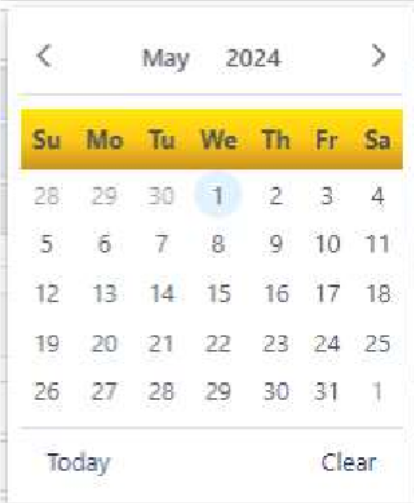 May 2024
Su Mo Tu We Th Fr Sa
28 29 30 1 2 3 4
5 6 7 8 9 10 11
12 13 14 15 16 17 18
19 20 21 22 23 24 25
26 27 28 29 30 31 1
Today Clear